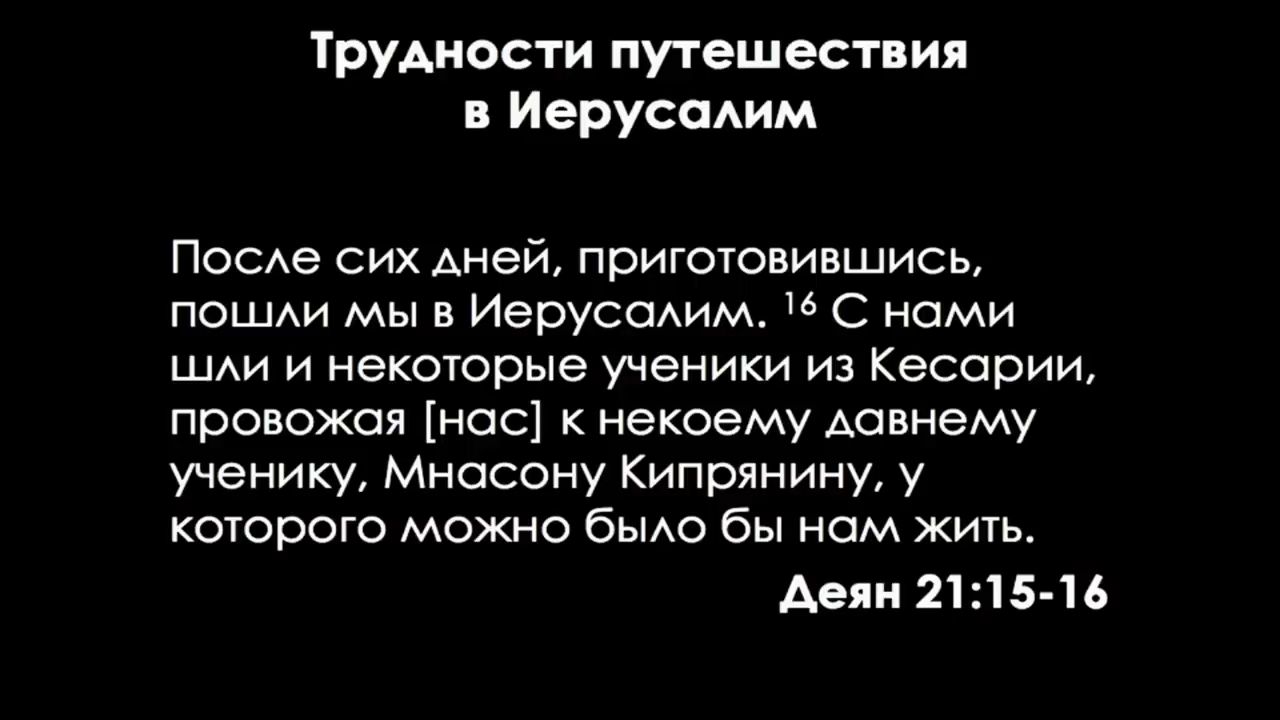 Трудности путешествия
в Иерусалим
После сих дней, приготовившись,
пошли мы в Иерусалим. ¹⁶ С нами
шли и некоторые ученики из Кесарии,
провожая [нас] к некоему давнему
ученику, Мнасону Кипрянину, у
которого можно было бы нам жить.
Деян 21:15-16